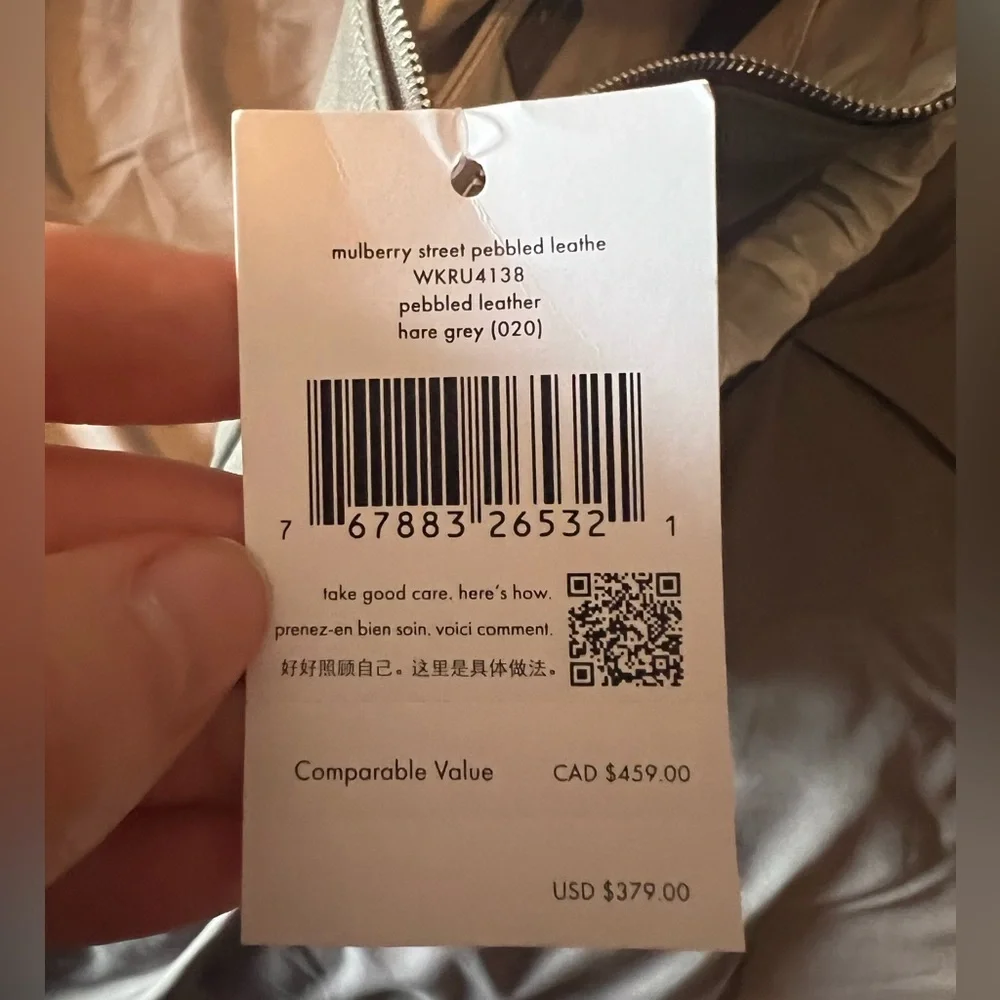 mulberry street pebbled leathe
WKRU4138
pebbled leather
hare grey (020)
7 67883 26532 1
take good care. here's how.
prenez-en bien soin. voici comment.
好好照顾自己。这里是具体做法。
Comparable Value CAD $459.00
USD $379.00